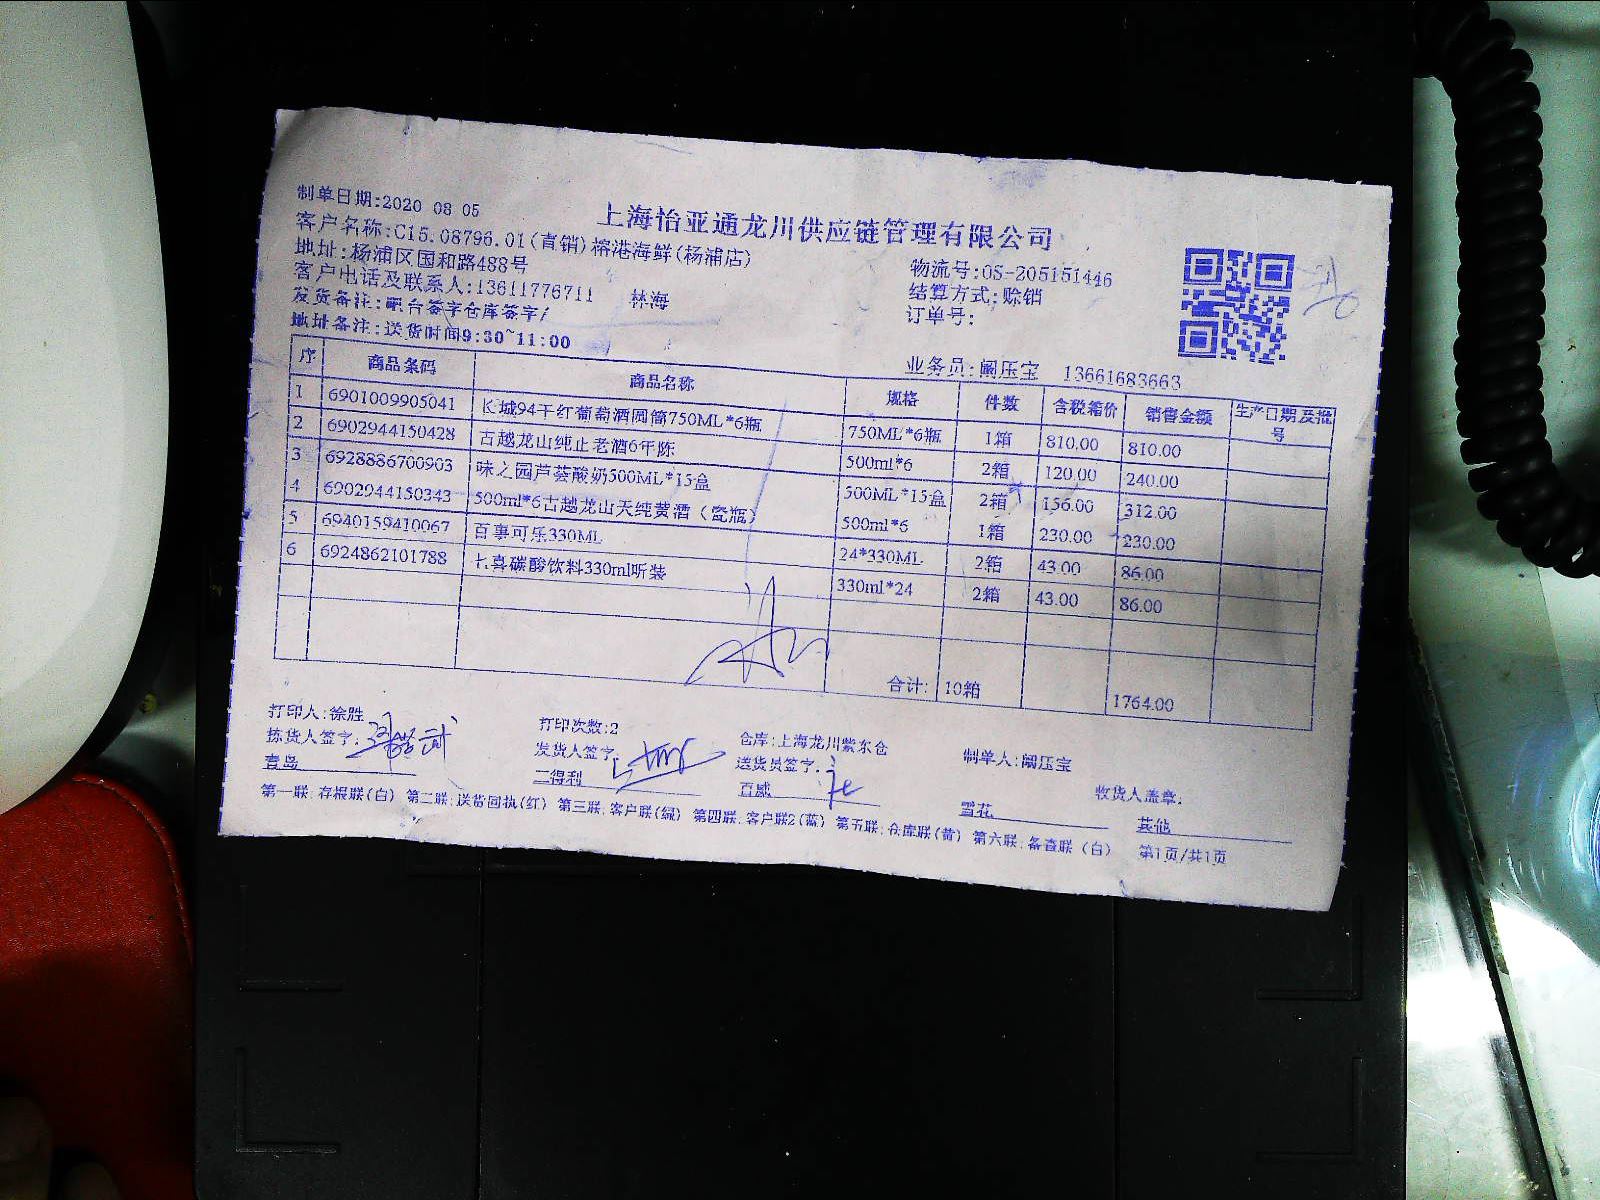 制单日期:2020 08 05
上海怡亚通龙川供应链管理有限公司
客户名称:C15.08796.01(直销)榕港海鲜(杨浦店)
地址:杨浦区国和路488号
物流号:OS-205151446
客户电话及联系人:13611776711 林海
结算方式:赊销
发货备注:吧台签字仓库签字/
订单号:
地址备注:送货时间9:30~11:00
业务员:阚压宝 13661683663
序 商品条码 商品名称 规格 件数 含税箱价 销售金额 生产日期及批号
1 6901009905041 长城94干红葡萄酒圆筒750ML*6瓶 750ML*6瓶 1箱 810.00 810.00
2 6902944150428 古越龙山纯正老酒6年陈 500ml*6 2箱 120.00 240.00
3 6928886700903 味之园芦荟酸奶500ML*15盒 500ML*15盒 2箱 156.00 312.00
4 6902944150343 500ml*6古越龙山天纯黄酒（瓷瓶） 500ml*6 1箱 230.00 230.00
5 6940159410067 百事可乐330ML 24*330ML 2箱 43.00 86.00
6 6924862101788 七喜碳酸饮料330ml听装 330ml*24 2箱 43.00 86.00
合计: 10箱 1764.00
打印人:徐胜 打印次数:2 仓库:上海龙川紫东仓 制单人:阚压宝
拣货人签字: 发货人签字: 送货员签字: 收货人盖章:
青岛 三得利 百威 雪花 其他
第一联:存根联(白) 第二联:送货回执(红) 第三联:客户联(绿) 第四联:客户联2(蓝) 第五联:仓库联(黄) 第六联:备查联（白） 第1页/共1页